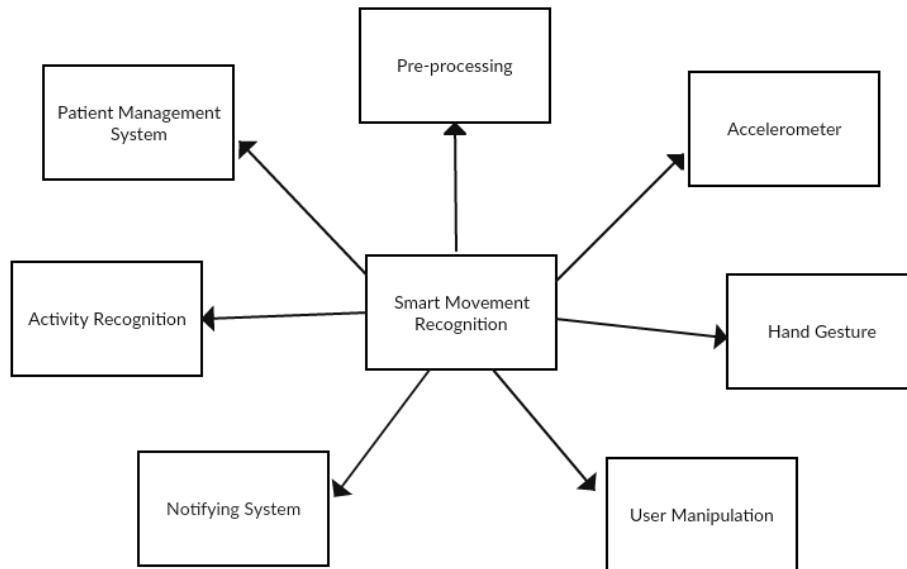 Pre-processing
Patient Management
System
Accelerometer
Smart Movement
Recognition
Activity Recognition
Hand Gesture
Notifying System
User Manipulation